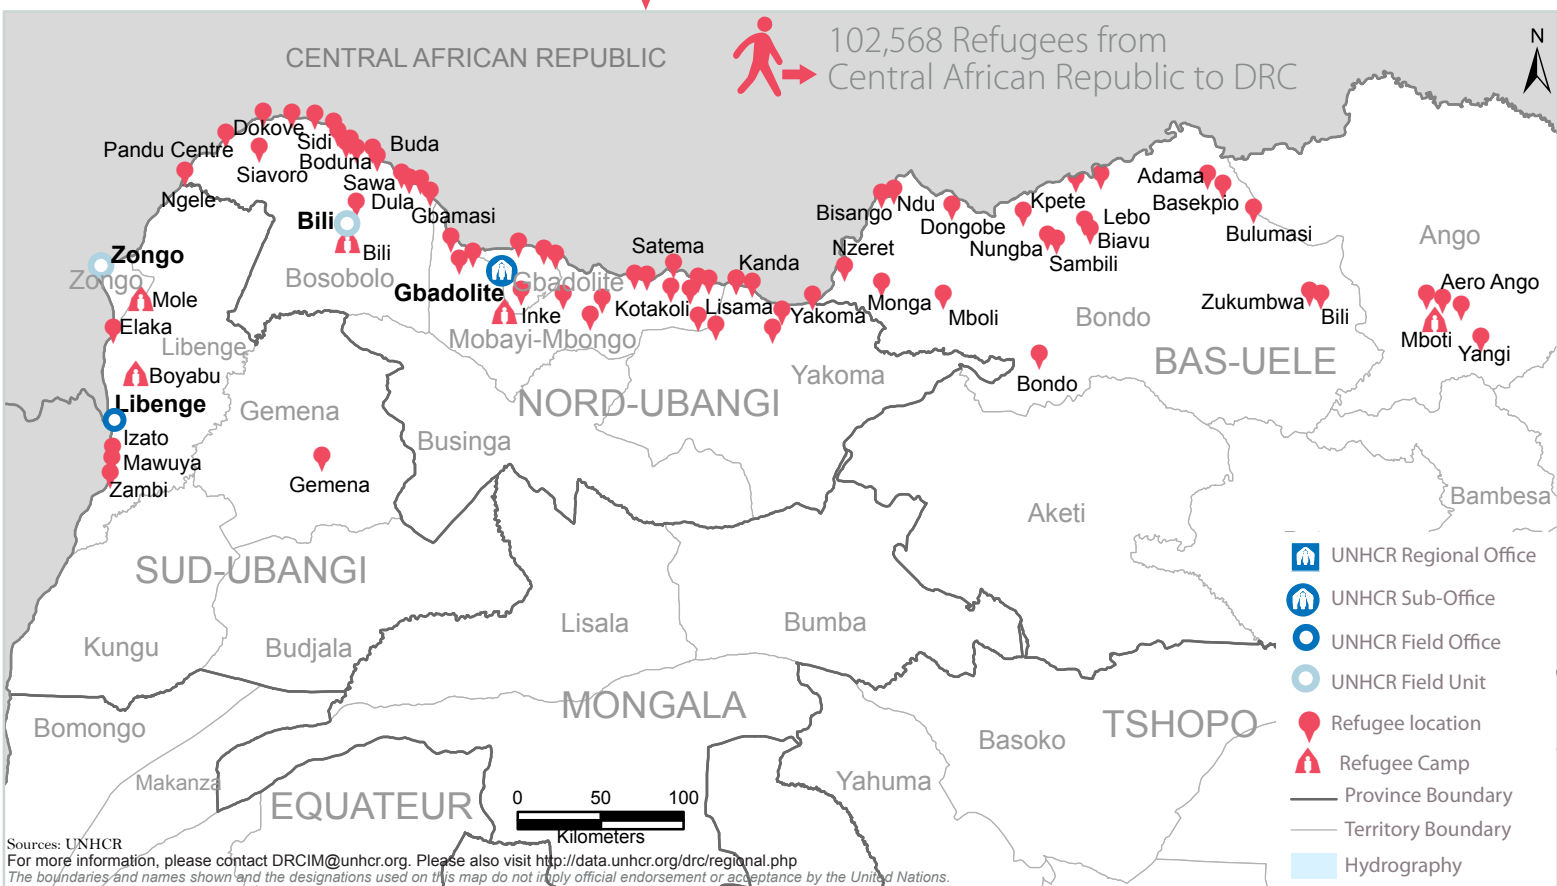 CENTRAL AFRICAN REPUBLIC
102,568 Refugees from
Central African Republic to DRC
N
Dokove
Sidi
Buda
Pandu Centre
Boduna
Siavoro
Sawa
Ngele
Dula
Gbamasi
Bili
Bili
Bosobolo
Zongo
Zongo
Mole
Elaka
Libenge
Boyabu
Libenge
Izato
Mawuya
Zambi
Gemena
Gemena
Gbadolite
Gbadolite
Inke
Mobayi-Mbongo
Satema
Kotakoli
Lisama
Kanda
Yakoma
Yakoma
NORD-UBANGI
Businga
Bisango
Ndu
Nzeret
Dongobe
Monga
Mboli
Kpete
Nungba
Lebo
Biavu
Sambili
Adama
Basekpio
Bulumasi
Ango
Zukumbwa
Bili
Aero Ango
Mboti
Yangi
Bondo
Bondo
BAS-UELE
Bambesa
Aketi
SUD-UBANGI
Kungu
Budjala
Lisala
Bumba
MONGALA
TSHOPO
Bomongo
Makanza
EQUATEUR
Basoko
Yahuma
UNHCR Regional Office
UNHCR Sub-Office
UNHCR Field Office
UNHCR Field Unit
Refugee location
Refugee Camp
Province Boundary
Territory Boundary
Hydrography
0 50 100
Kilometers
Sources: UNHCR
For more information, please contact DRCIM@unhcr.org. Please also visit http://data.unhcr.org/drc/regional.php
The boundaries and names shown and the designations used on this map do not imply official endorsement or acceptance by the United Nations.